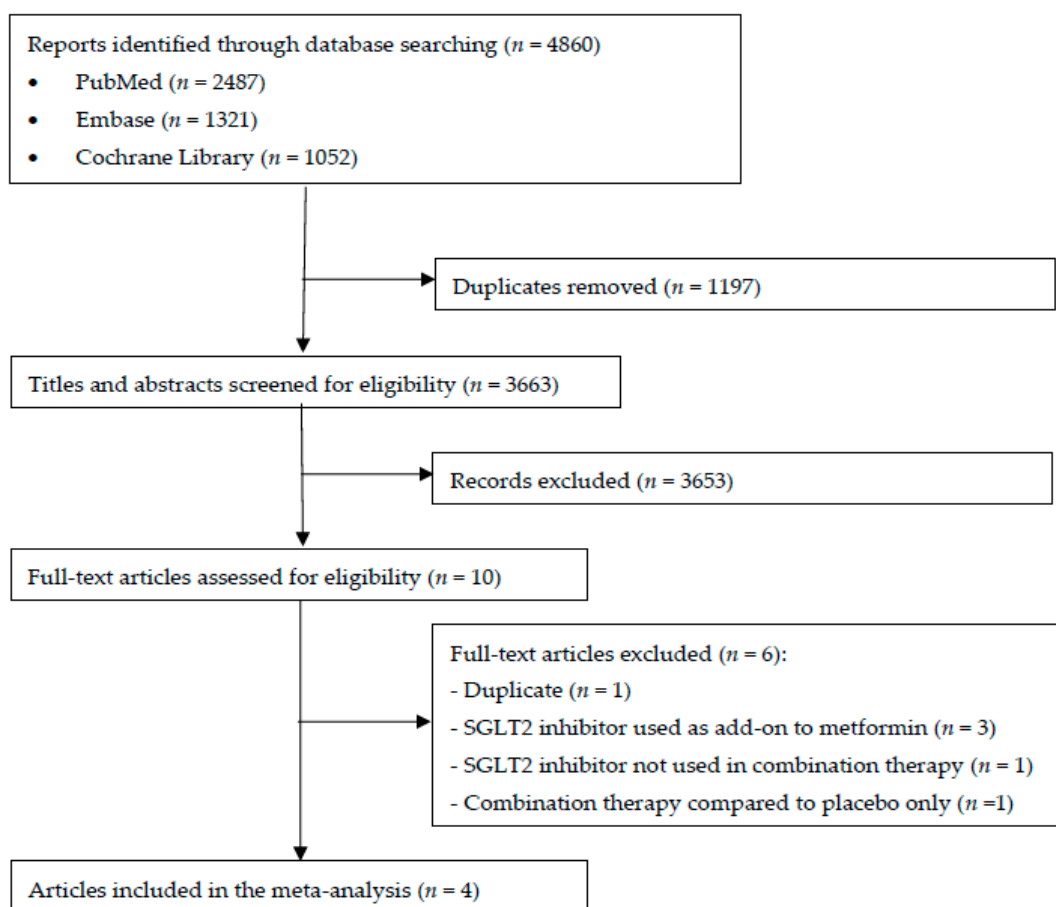 Reports identified through database searching (n = 4860)
• PubMed (n = 2487)
• Embase (n = 1321)
• Cochrane Library (n = 1052)
Duplicates removed (n = 1197)
Titles and abstracts screened for eligibility (n = 3663)
Records excluded (n = 3653)
Full-text articles assessed for eligibility (n = 10)
Full-text articles excluded (n = 6):
- Duplicate (n = 1)
- SGLT2 inhibitor used as add-on to metformin (n = 3)
- SGLT2 inhibitor not used in combination therapy (n = 1)
- Combination therapy compared to placebo only (n =1)
Articles included in the meta-analysis (n = 4)